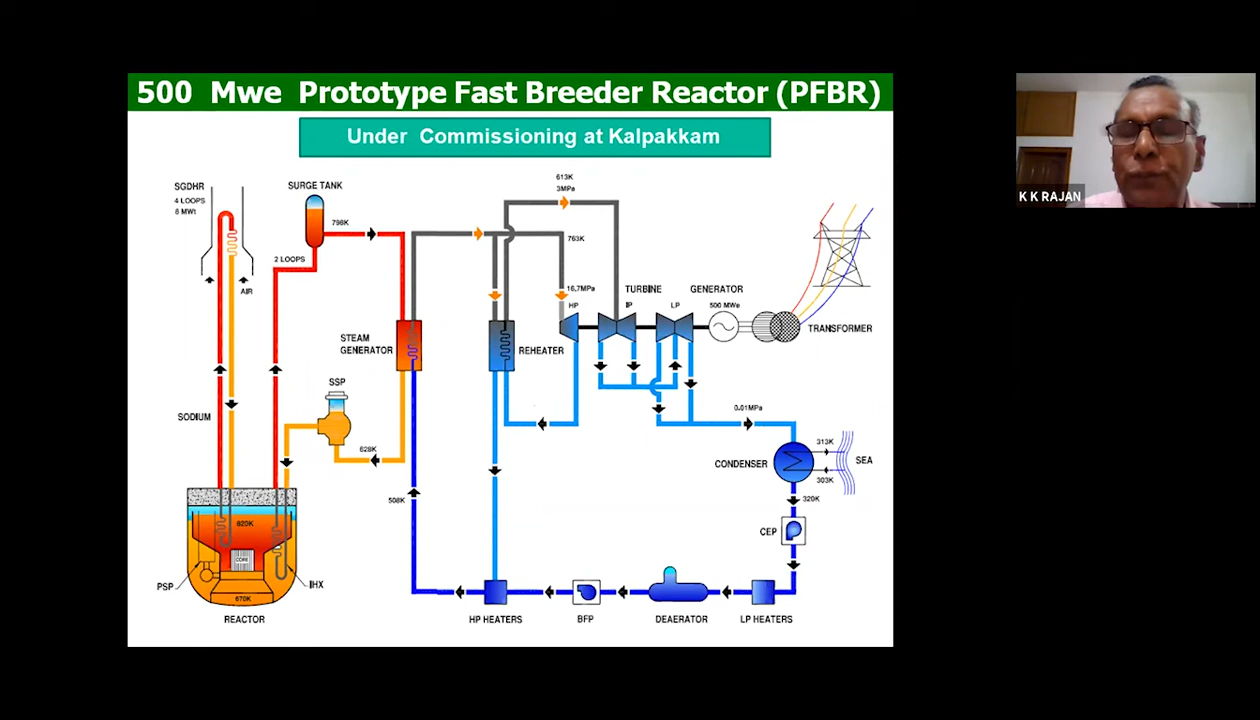 500 Mwe Prototype Fast Breeder Reactor (PFBR)
Under Commissioning at Kalpakkam
K K RAJAN
SGDHR
4 LOOPS
8 MWt
SURGE TANK
798K
2 LOOPS
AIR
613K
3MPa
763K
16.7MPa
HP
TURBINE
IP
LP
GENERATOR
500 MWe
TRANSFORMER
STEAM
GENERATOR
REHEATER
SSP
SODIUM
628K
508K
0.01MPa
CONDENSER
313K
303K
SEA
320K
CEP
820K
CORE
670K
PSP
IHX
REACTOR
HP HEATERS
BFP
DEAERATOR
LP HEATERS